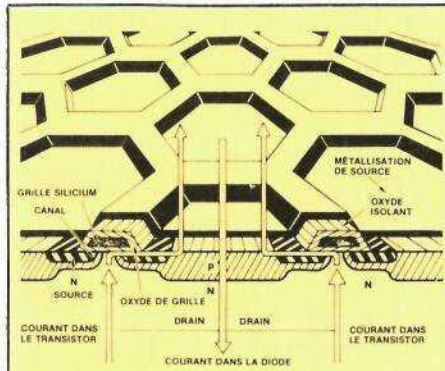 MÉTALLISATION
DE SOURCE
GRILLE SILICIUM
CANAL
OXYDE
ISOLANT
N
P
N
N
SOURCE
OXYDE DE GRILLE
DRAIN
DRAIN
COURANT DANS
LE TRANSISTOR
COURANT DANS
LE TRANSISTOR
COURANT DANS LA DIODE